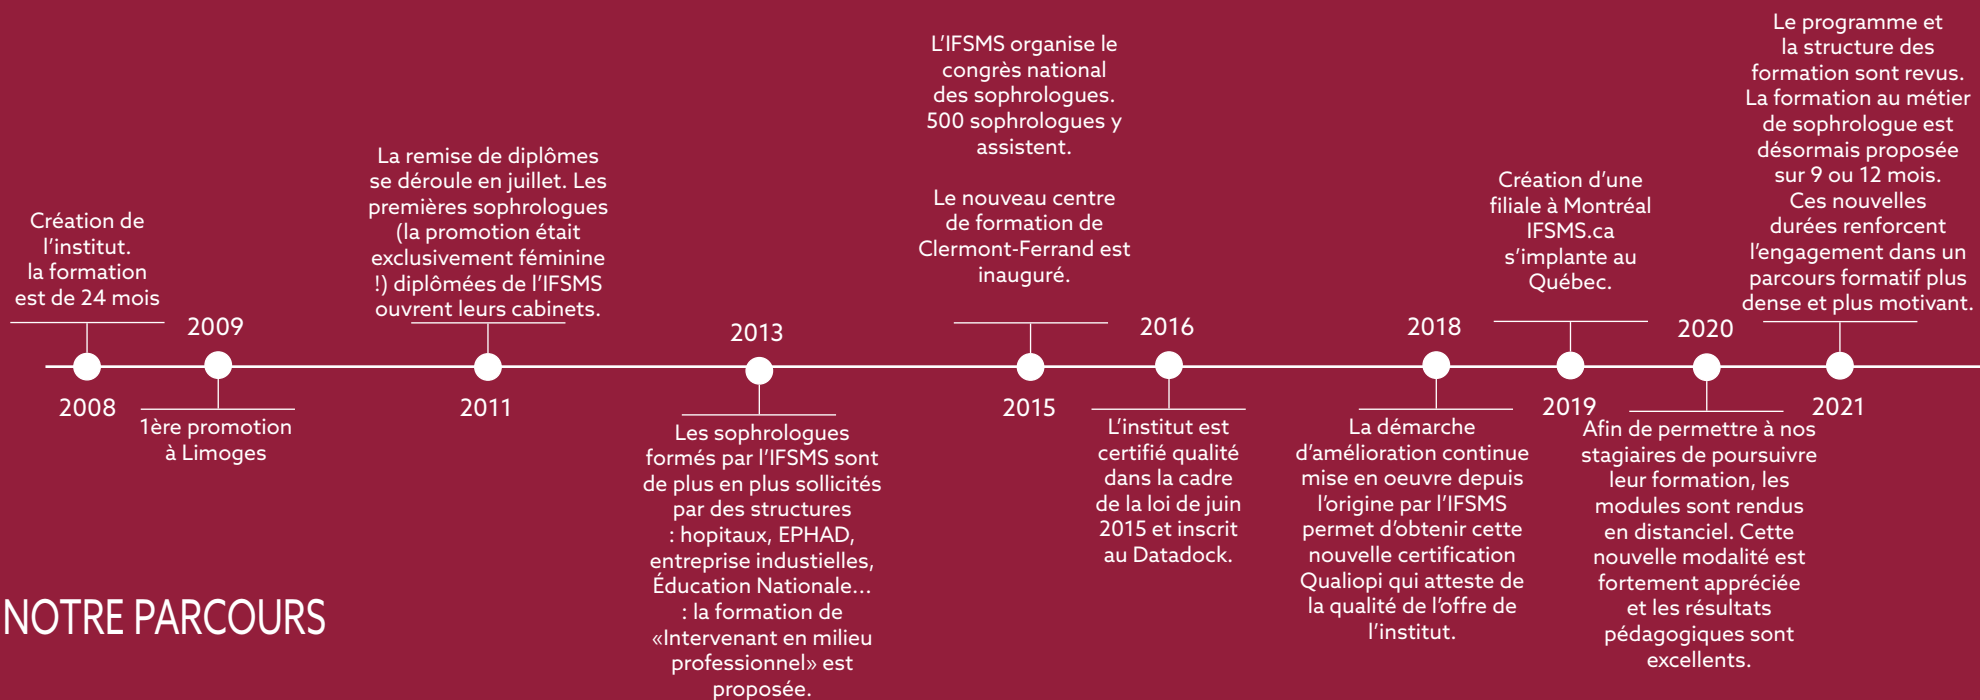 Création de
l'institut.
la formation
est de 24 mois
2008
2009
1ère promotion
à Limoges
La remise de diplômes
se déroule en juillet. Les
premières sophrologues
(la promotion était
exclusivement féminine
!) diplômées de l'IFSMS
ouvrent leurs cabinets.
2011
2013
Les sophrologues
formés par l'IFSMS sont
de plus en plus sollicités
par des structures
: hopitaux, EPHAD,
entreprise industielles,
Éducation Nationale...
: la formation de
«Intervenant en milieu
professionnel» est
proposée.
L'IFSMS organise le
congrès national
des sophrologues.
500 sophrologues y
assistent.
Le nouveau centre
de formation de
Clermont-Ferrand est
inauguré.
2015
2016
L'institut est
certifié qualité
dans la cadre
de la loi de juin
2015 et inscrit
au Datadock.
2018
La démarche
d'amélioration continue
mise en oeuvre depuis
l'origine par l'IFSMS
permet d'obtenir cette
nouvelle certification
Qualiopi qui atteste de
la qualité de l'offre de
l'institut.
Création d'une
filiale à Montréal
IFSMS.ca
s'implante au
Québec.
2019
2020
Afin de permettre à nos
stagiaires de poursuivre
leur formation, les
modules sont rendus
en distanciel. Cette
nouvelle modalité est
fortement appréciée
et les résultats
pédagogiques sont
excellents.
Le programme et
la structure des
formation sont revus.
La formation au métier
de sophrologue est
désormais proposée
sur 9 ou 12 mois.
Ces nouvelles
durées renforcent
l'engagement dans un
parcours formatif plus
dense et plus motivant.
2021
NOTRE PARCOURS